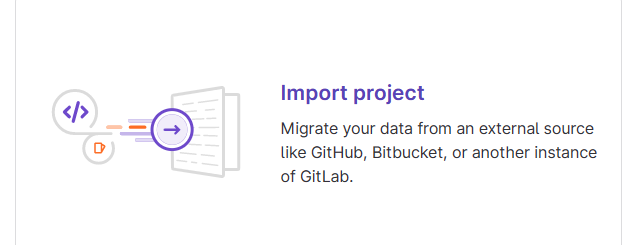 Import project
Migrate your data from an external source
like GitHub, Bitbucket, or another instance
of GitLab.